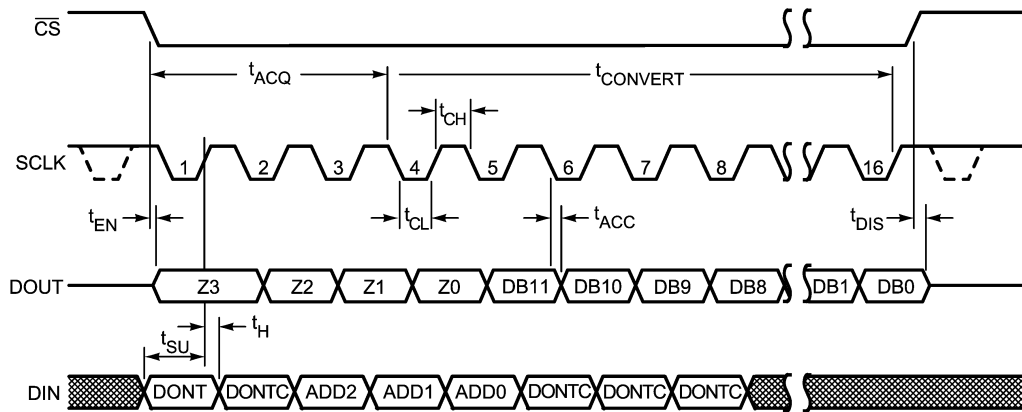 CS
tACQ
tCONVERT
tCH
SCLK 1 2 3 4 5 6 7 8 16
tEN
tCL
tACC
tDIS
DOUT Z3 Z2 Z1 Z0 DB11 DB10 DB9 DB8 DB1 DB0
tSU
tH
DIN DONT DONTC ADD2 ADD1 ADD0 DONTC DONTC DONTC